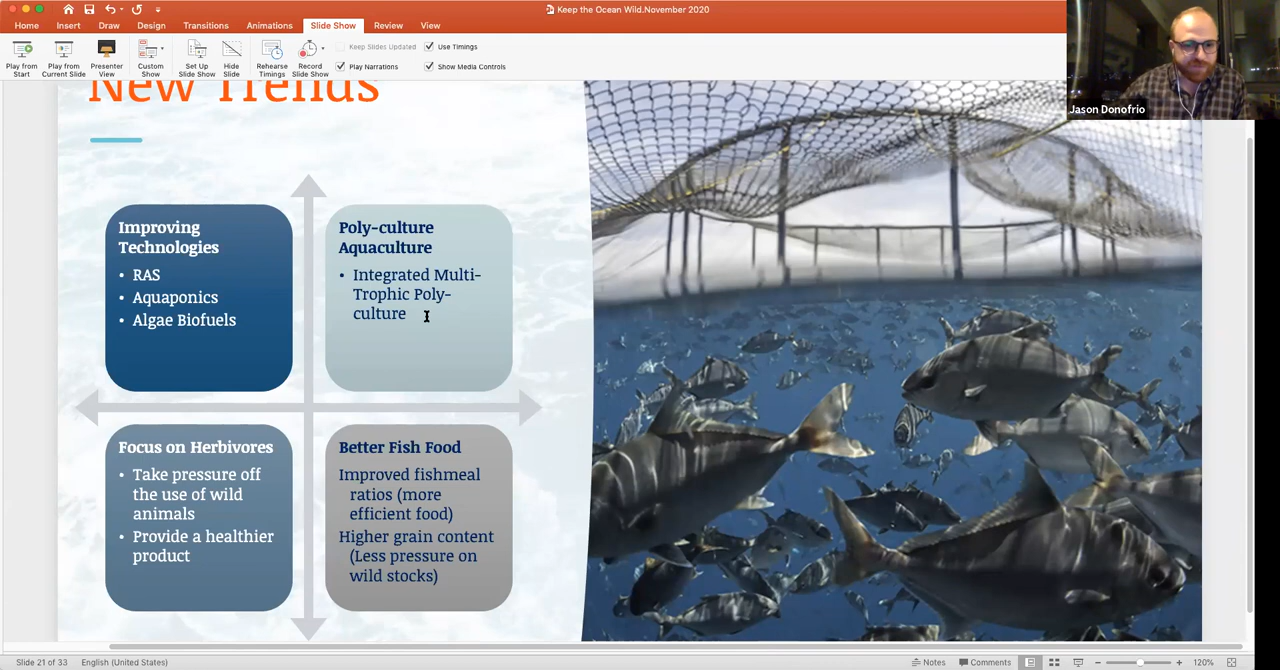 Keep the Ocean Wild.November 2020
Home
Insert
Draw
Design
Transitions
Animations
Slide Show
Review
View
Play from
Start
Play from
Current Slide
Presenter
View
Custom
Show
Set Up
Slide Show
Hide
Slide
Rehearse
Timings
Record
Slide Show
Keep Slides Updated
Play Narrations
Use Timings
Show Media Controls
Jason Donofrio
New Trends
Improving
Technologies
• RAS
• Aquaponics
• Algae Biofuels
Poly-culture
Aquaculture
• Integrated Multi-
Trophic Poly-
culture
Focus on Herbivores
• Take pressure off
the use of wild
animals
• Provide a healthier
product
Better Fish Food
Improved fishmeal
ratios (more
efficient food)
Higher grain content
(Less pressure on
wild stocks)
Slide 21 of 33
English (United States)
Notes
Comments
120%